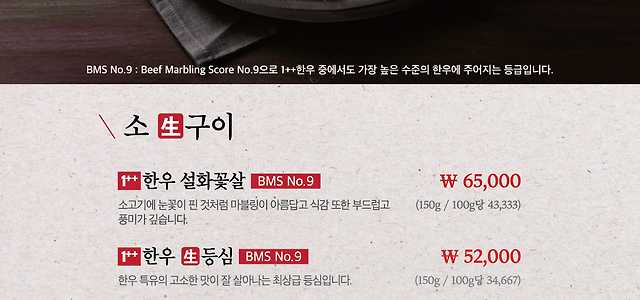 BMS No.9 : Beef Marbling Score No.9으로 1++한우 중에서도 가장 높은 수준의 한우에 주어지는 등급입니다.
소 生구이
1++ 한우 설화꽃살 BMS No.9 ₩ 65,000
소고기에 눈꽃이 핀 것처럼 마블링이 아름답고 식감 또한 부드럽고 (150g / 100g당 43,333)
풍미가 깊습니다.
1++ 한우 生등심 BMS No.9 ₩ 52,000
한우 특유의 고소한 맛이 잘 살아나는 최상급 등심입니다. (150g / 100g당 34,667)